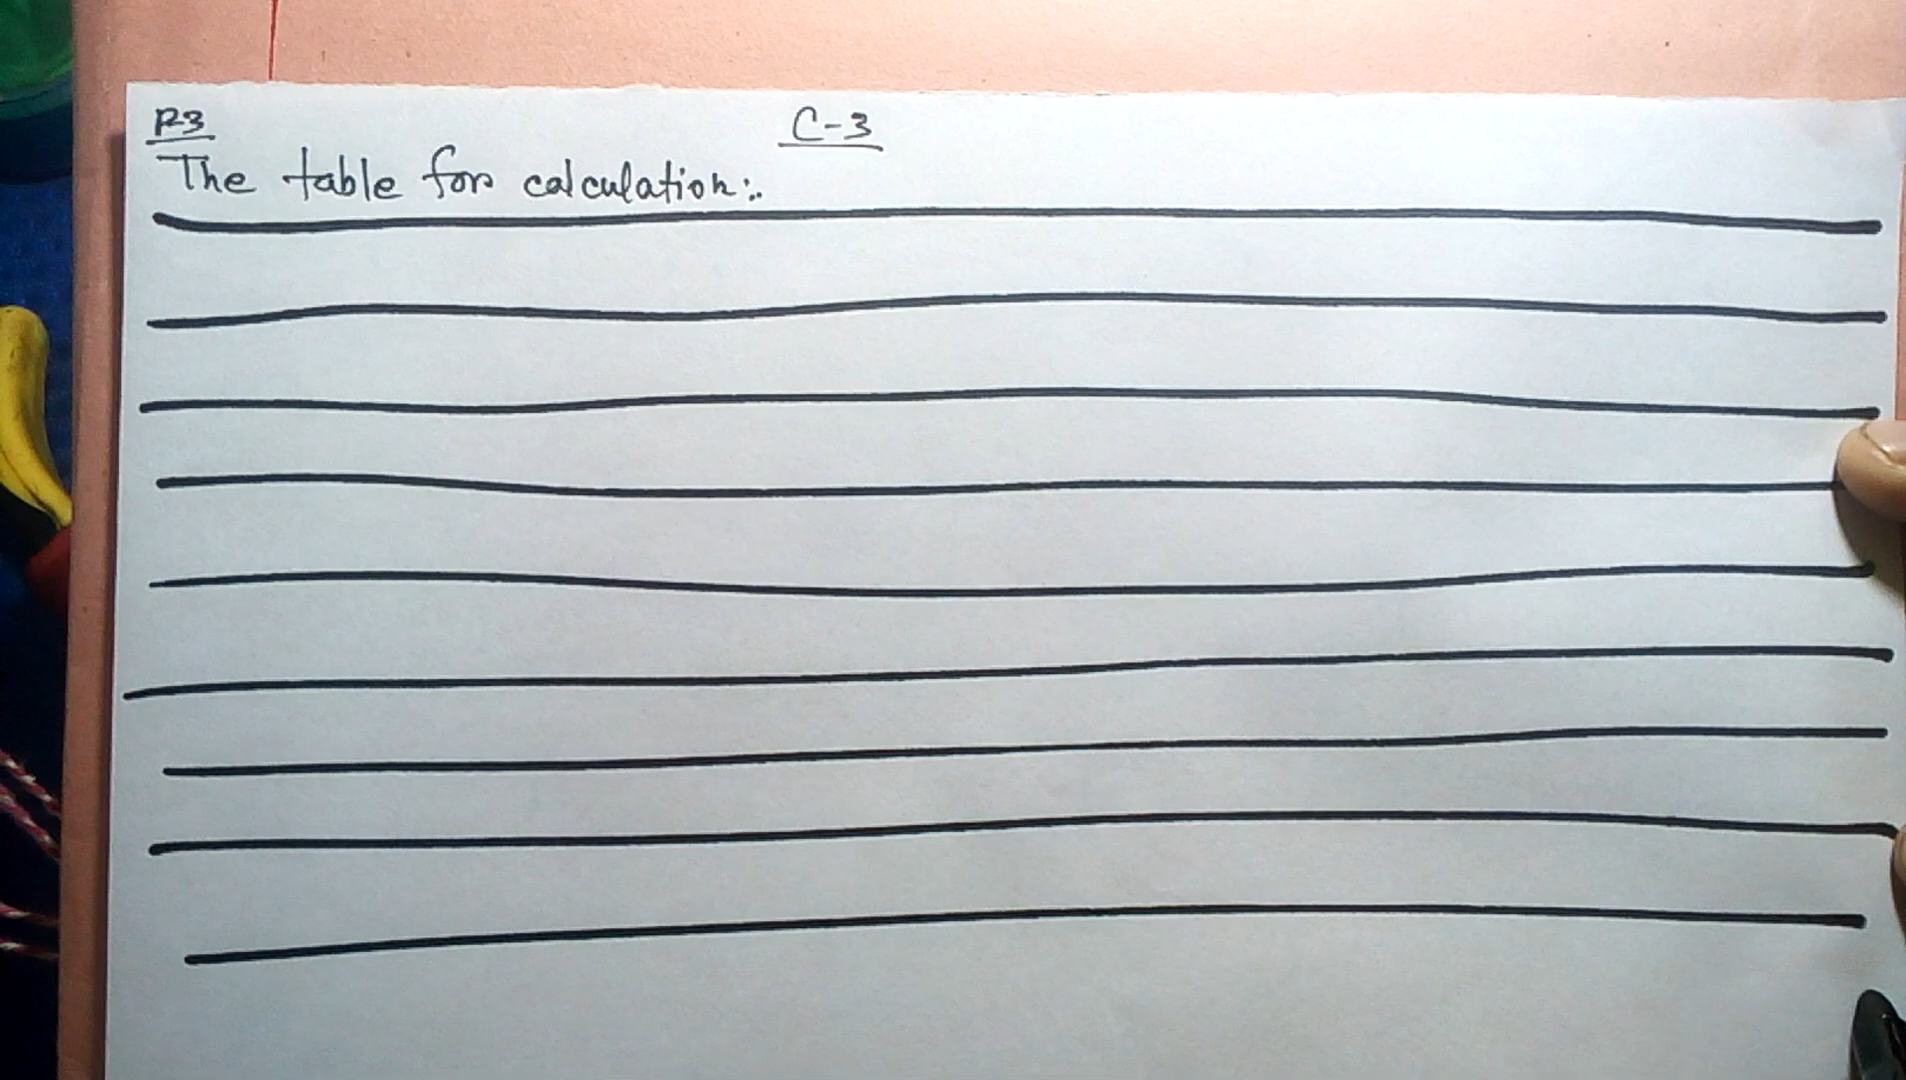 P3 C-3
The table for calculation:.